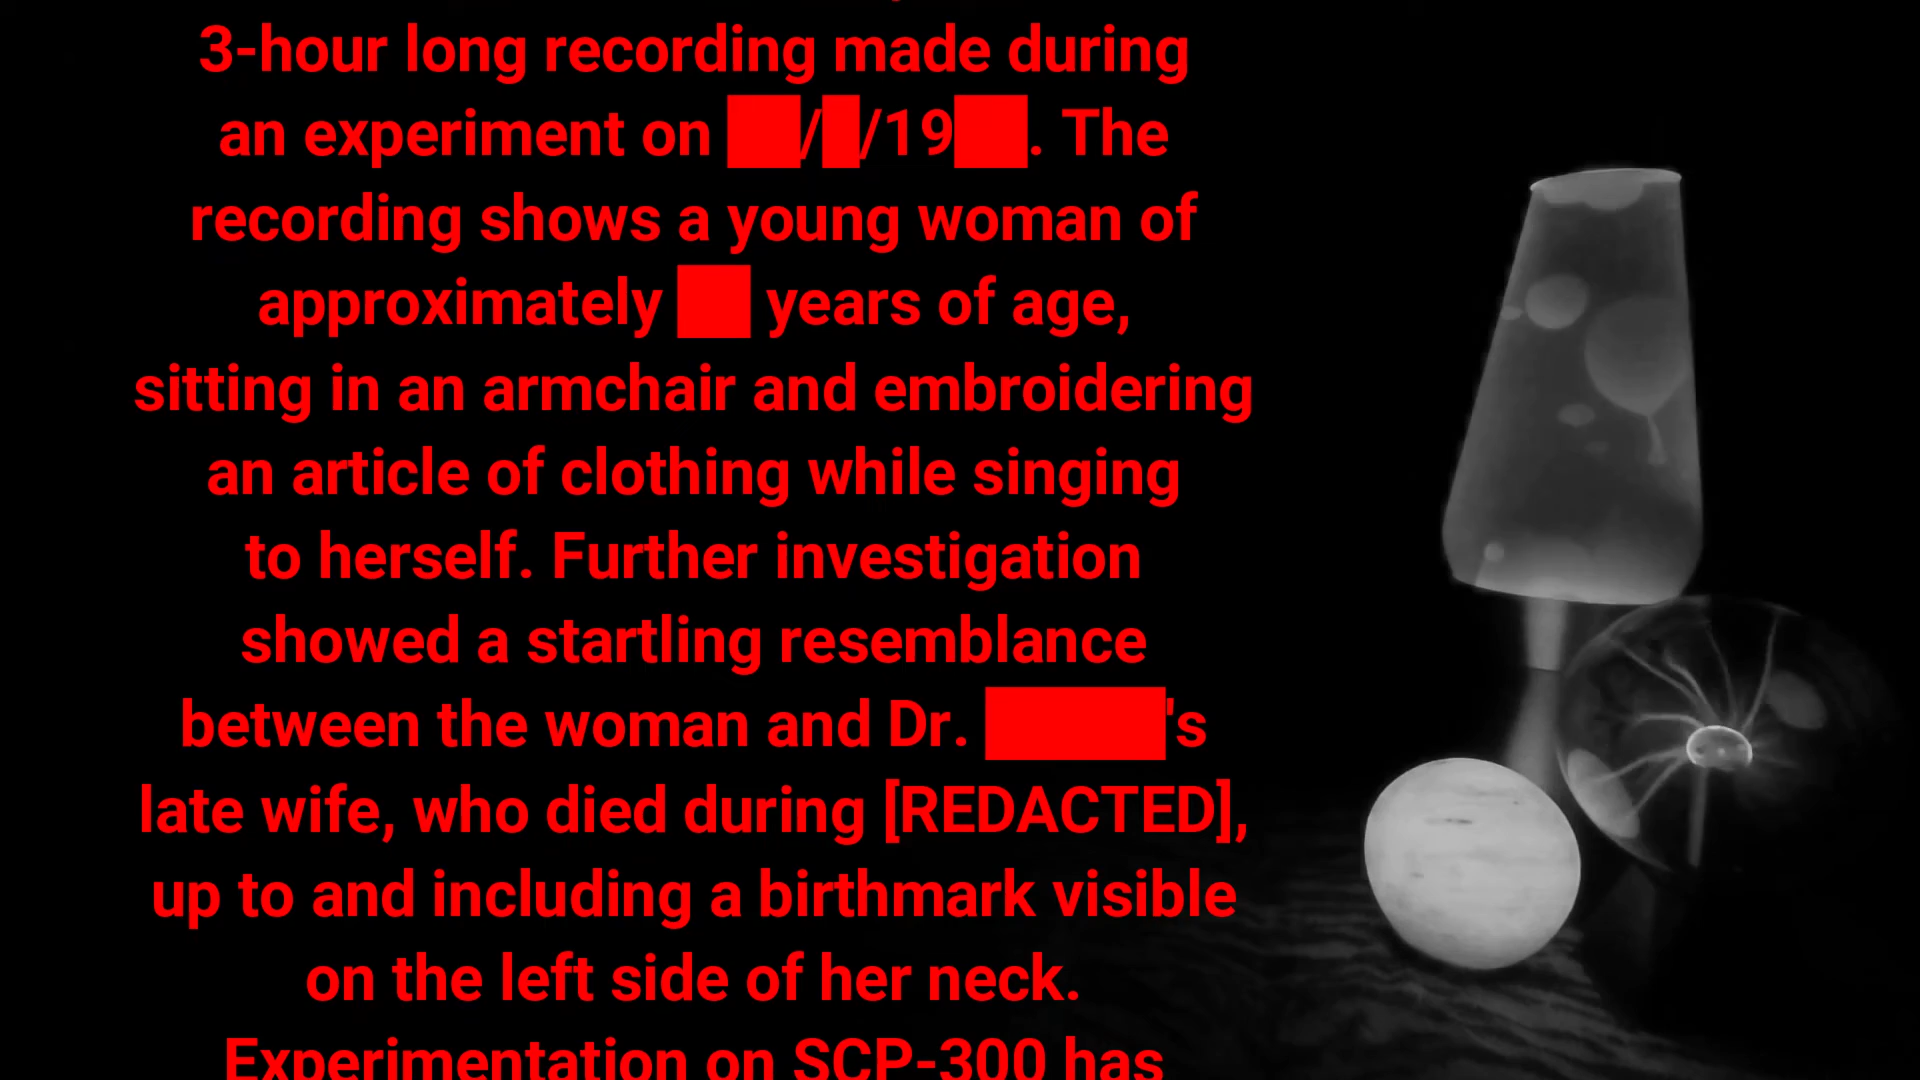 3-hour long recording made during
an experiment on ██/█/19██. The
recording shows a young woman of
approximately ██ years of age,
sitting in an armchair and embroidering
an article of clothing while singing
to herself. Further investigation
showed a startling resemblance
between the woman and Dr. █████'s
late wife, who died during [REDACTED],
up to and including a birthmark visible
on the left side of her neck.
Experimentation on SCP-300 has